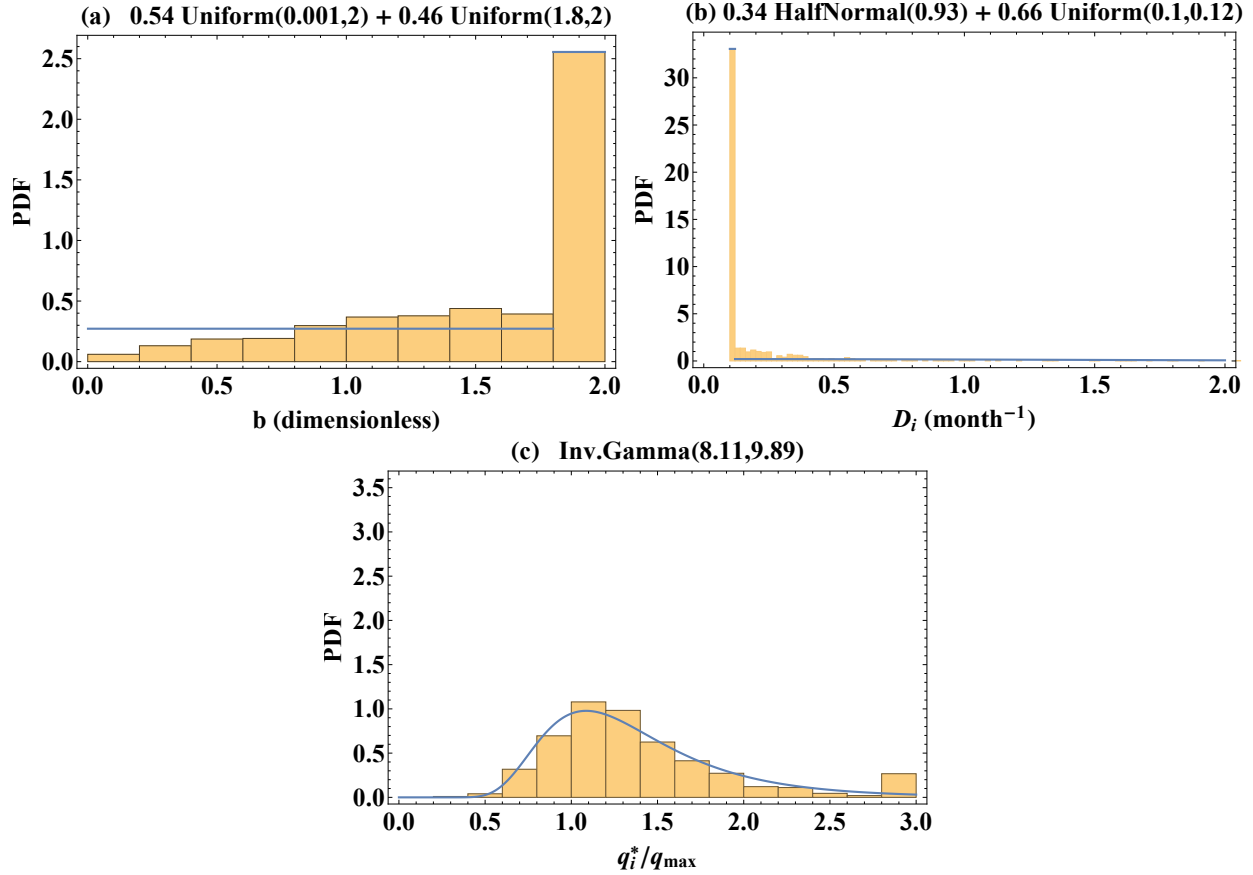 (a) 0.54 Uniform(0.001,2) + 0.46 Uniform(1.8,2)
2.5
2.0
1.5
1.0
0.5
0.0
PDF
0.0 0.5 1.0 1.5 2.0
b (dimensionless)
(b) 0.34 HalfNormal(0.93) + 0.66 Uniform(0.1,0.12)
30
25
20
15
10
5
0
PDF
0.0 0.5 1.0 1.5 2.0
D_i (month⁻¹)
(c) Inv.Gamma(8.11,9.89)
3.5
3.0
2.5
2.0
1.5
1.0
0.5
0.0
PDF
0.0 0.5 1.0 1.5 2.0 2.5 3.0
q_i^*/q_max